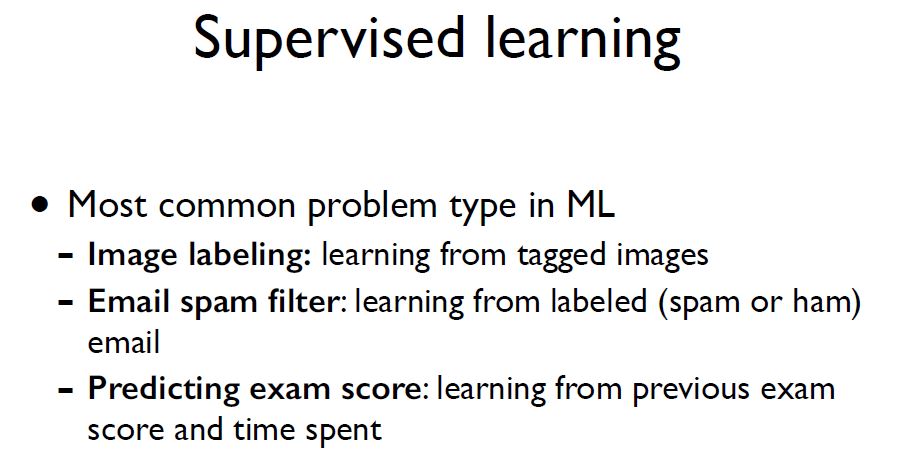 Supervised learning
• Most common problem type in ML
- Image labeling: learning from tagged images
- Email spam filter: learning from labeled (spam or ham)
email
- Predicting exam score: learning from previous exam
score and time spent